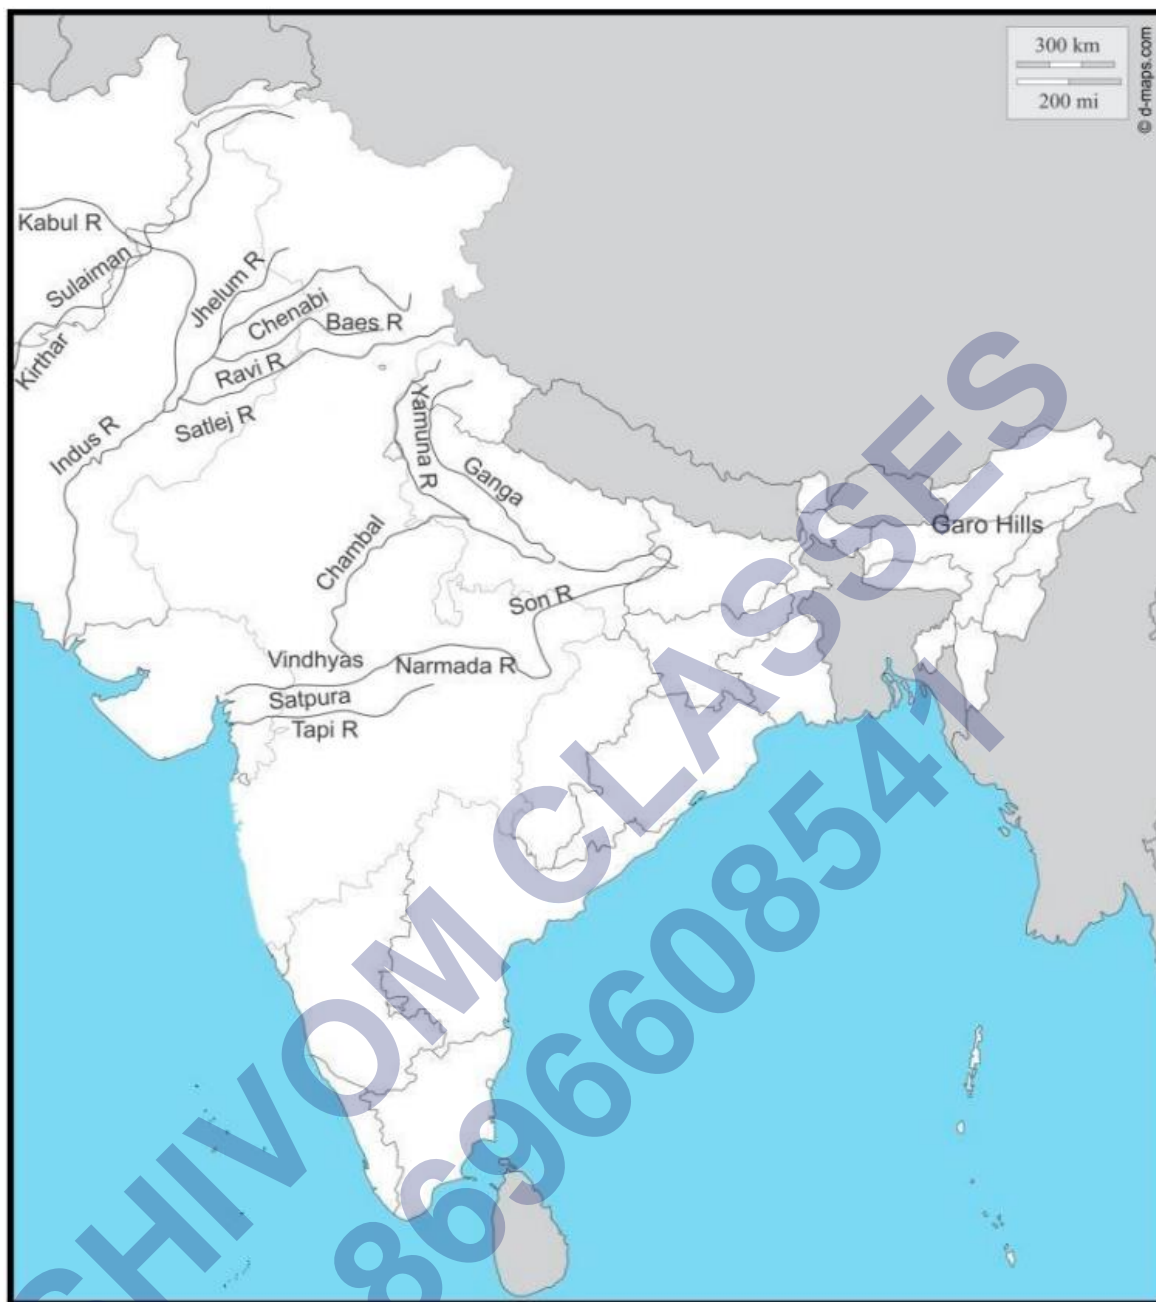 300 km
200 mi
© d-maps.com
Kabul R
Sulaiman
Kirthar
Jhelum R
Chenabi
Baes R
Ravi R
Satlej R
Indus R
Yamuna R
Ganga
Garo Hills
Chambal
Son R
Vindhyas
Narmada R
Satpura
Tapi R
SHIVOM CLASSES
8696608541